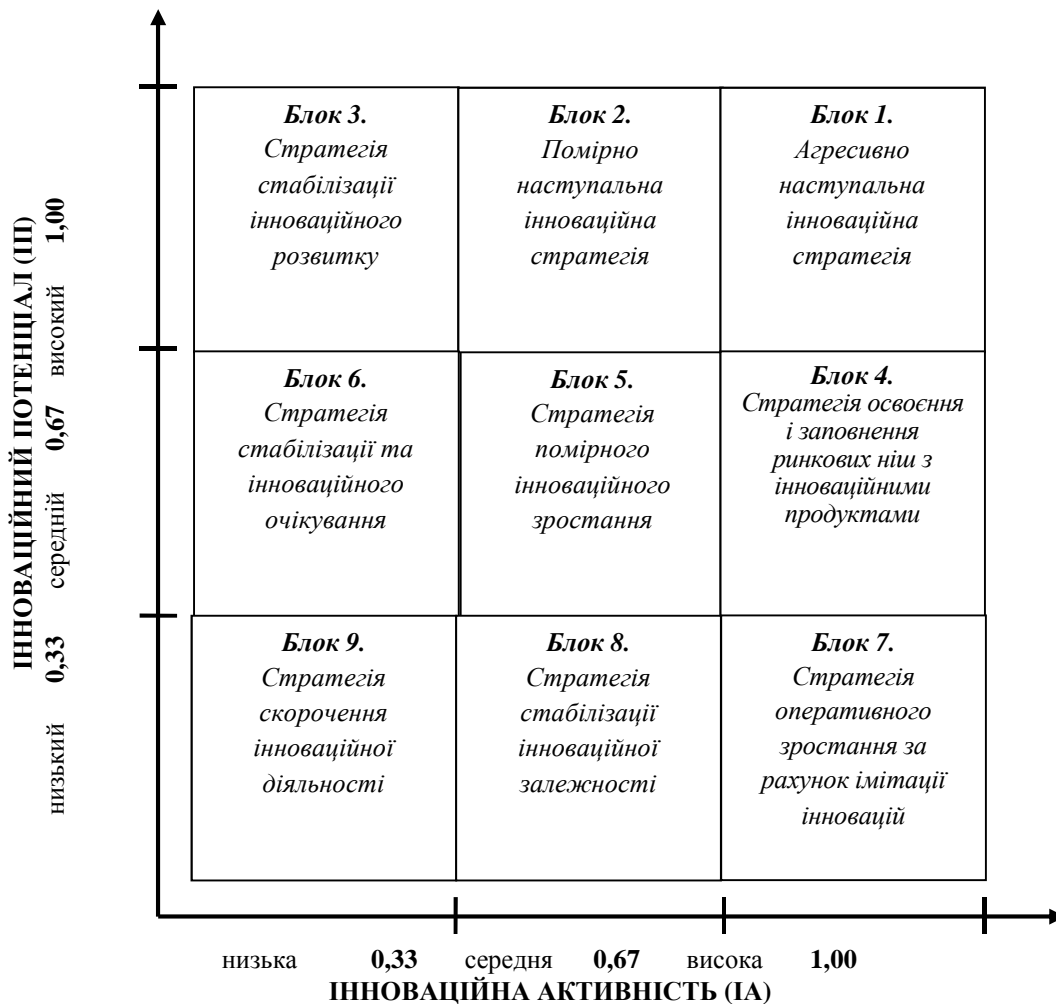 ІННОВАЦІЙНИЙ ПОТЕНЦІАЛ (ІП)
низький 0,33 середній 0,67 високий 1,00
Блок 3.
Стратегія
стабілізації
інноваційного
розвитку
Блок 2.
Помірно
наступальна
інноваційна
стратегія
Блок 1.
Агресивно
наступальна
інноваційна
стратегія
Блок 6.
Стратегія
стабілізації та
інноваційного
очікування
Блок 5.
Стратегія
помірного
інноваційного
зростання
Блок 4.
Стратегія освоєння
і заповнення
ринкових ніш з
інноваційними
продуктами
Блок 9.
Стратегія
скорочення
інноваційної
діяльності
Блок 8.
Стратегія
стабілізації
інноваційної
залежності
Блок 7.
Стратегія
оперативного
зростання за
рахунок імітації
інновацій
низька 0,33 середня 0,67 висока 1,00
ІННОВАЦІЙНА АКТИВНІСТЬ (ІА)